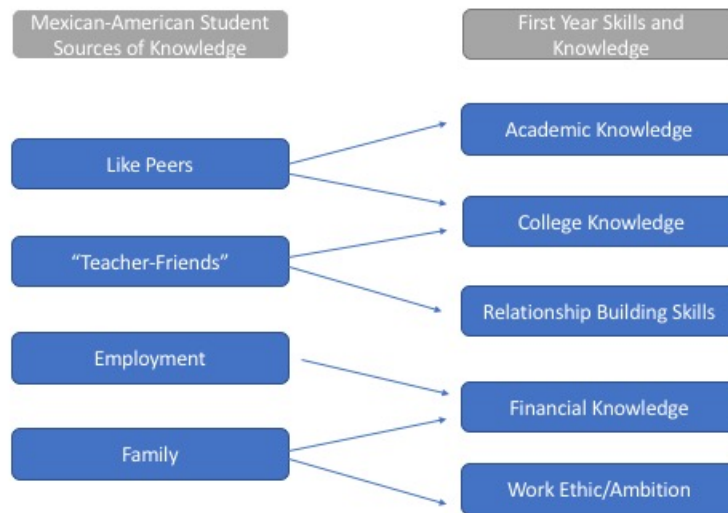 Mexican-American Student
Sources of Knowledge
First Year Skills and
Knowledge
Like Peers
“Teacher-Friends”
Employment
Family
Academic Knowledge
College Knowledge
Relationship Building Skills
Financial Knowledge
Work Ethic/Ambition